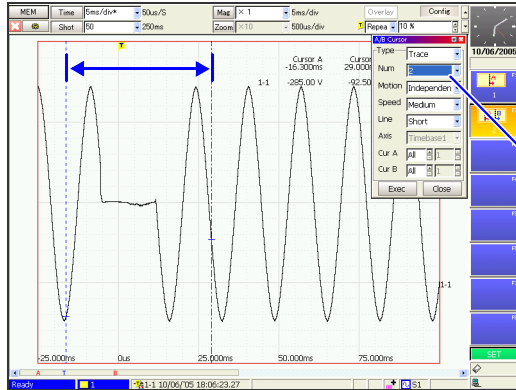 MEM Time 5ms/div* 50us/S Mag × 1 5ms/div Overlay Config
Shot 50 250ms Zoom ×10 500us/div Repea 10 %
A/B Cursor
Type Trace
Num 2
Motion Independen
Speed Medium
Line Short
Axis Timebase1
Cur A All 1
Cur B All 1
Exec Close
T
Cursor A Cursor
-16.300ms 29.000
1-1 -285.00 V -92.50
10/06/2005
A
1
1-1
-25.000ms 0us 25.000ms 50.000ms 75.000ms
A T B
SET
Ready 1 1-1 10/06/'05 18:06:23.27 S1